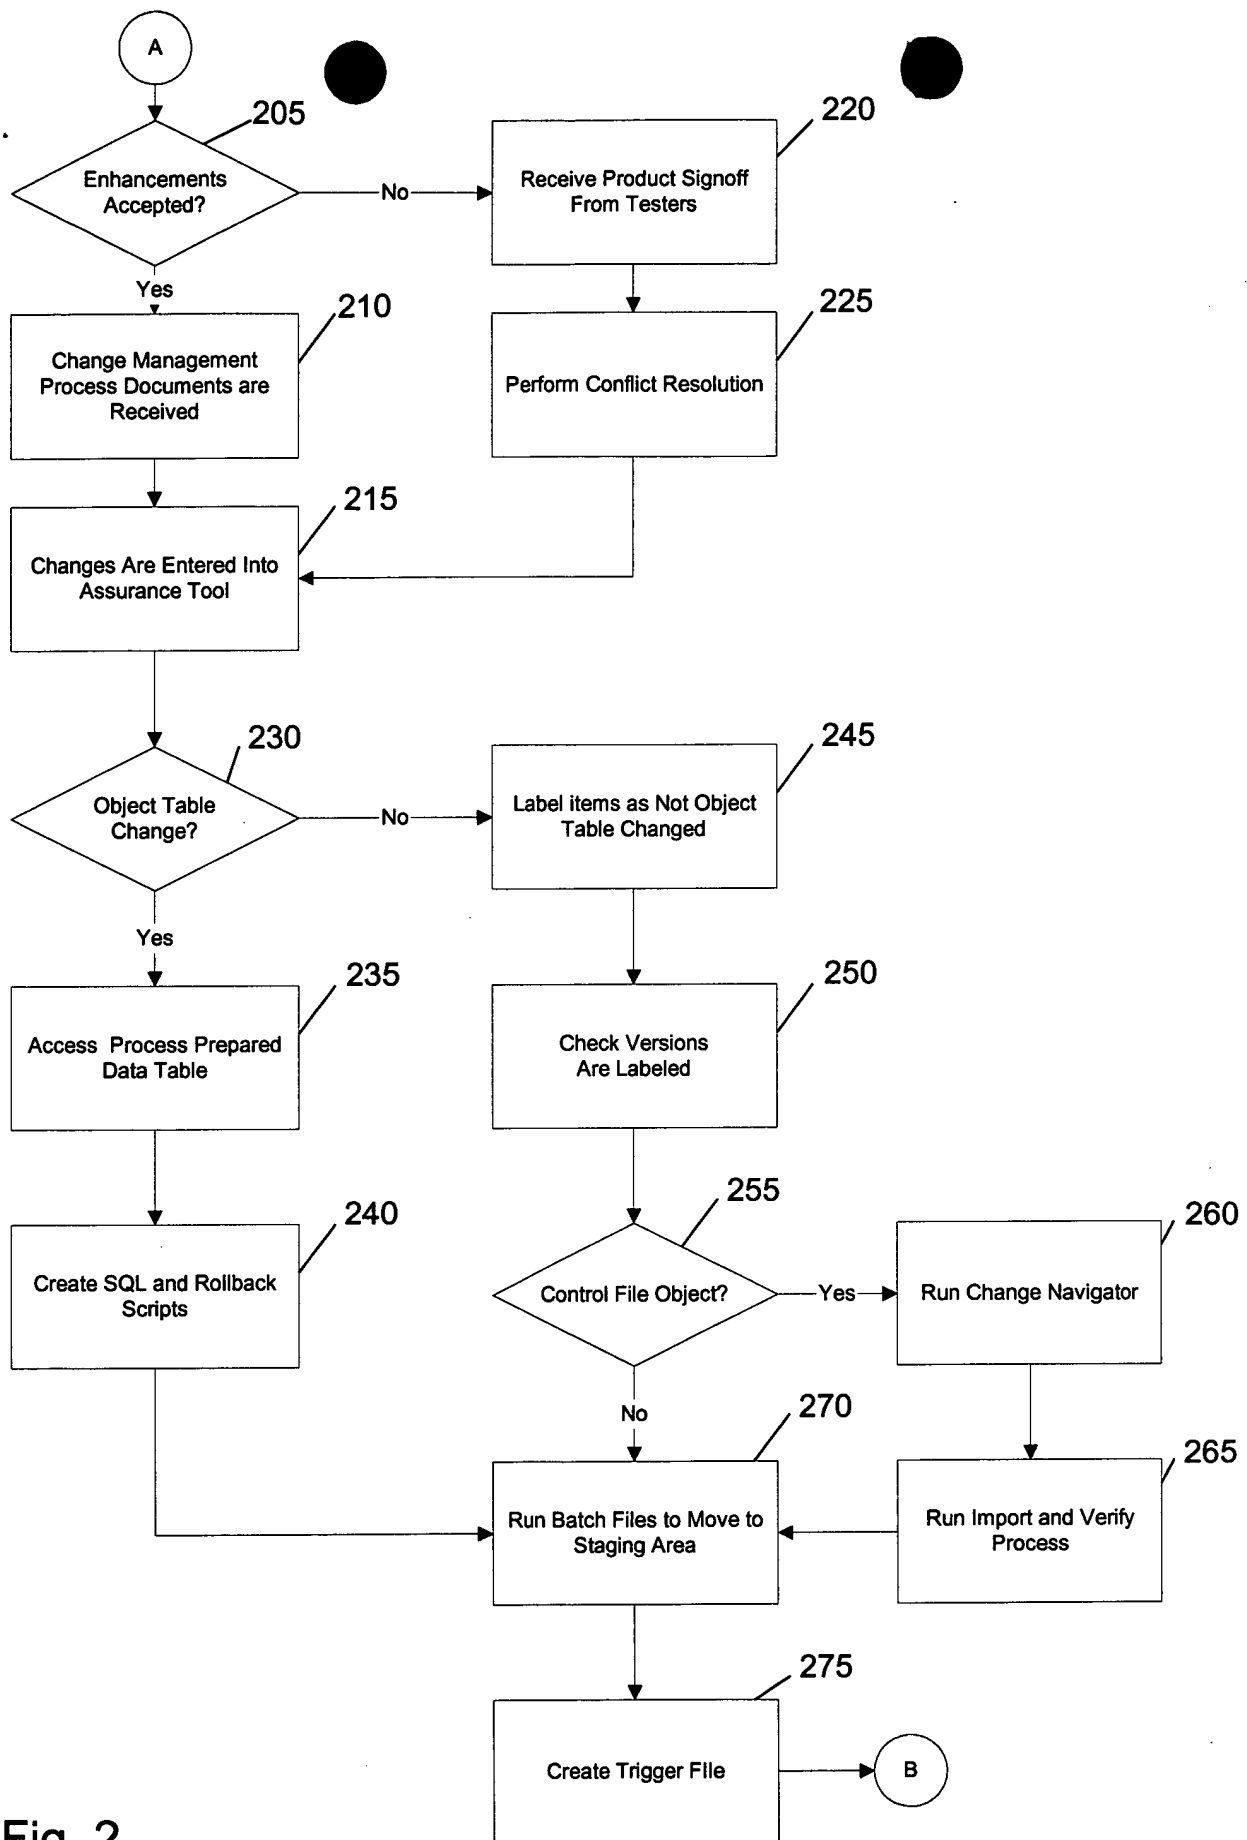 A
205
220
Enhancements
Accepted?
No
Receive Product Signoff
From Testers
Yes
210
225
Change Management
Process Documents are
Received
Perform Conflict Resolution
215
Changes Are Entered Into
Assurance Tool
230
245
Object Table
Change?
No
Label items as Not Object
Table Changed
Yes
235
250
Access Process Prepared
Data Table
Check Versions
Are Labeled
255
240
260
Create SQL and Rollback
Scripts
Control File Object?
Yes
Run Change Navigator
No
270
265
Run Batch Files to Move to
Staging Area
Run Import and Verify
Process
275
Create Trigger File
B
Fig. 2